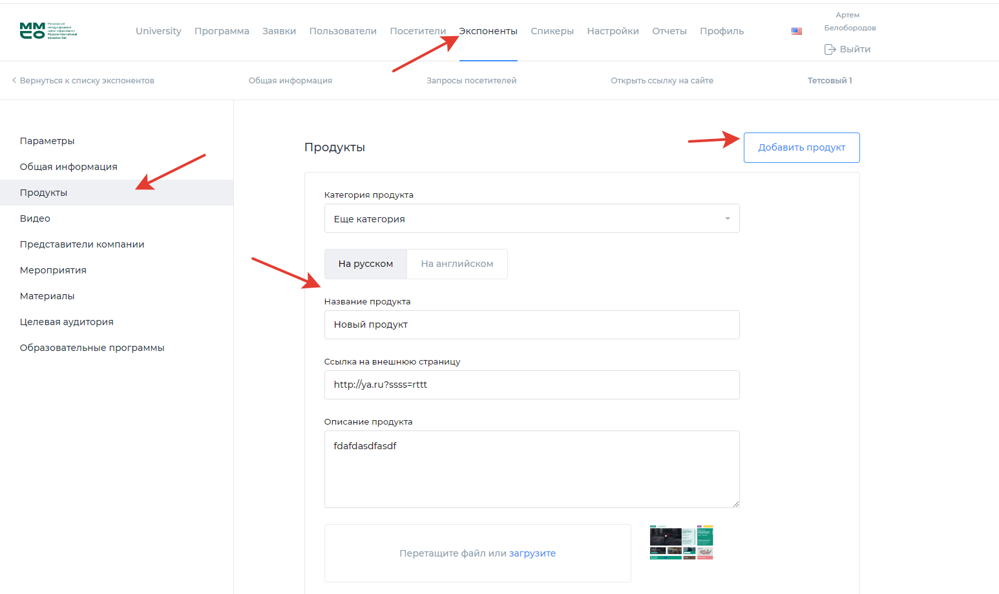 Московский
международный
салон образования
Moscow international
education fair
University Программа Заявки Пользователи Посетители Экспоненты Спикеры Настройки Отчеты Профиль
Артем
Белобородов
Выйти
Вернуться к списку экспонентов Общая информация Запросы посетителей Открыть ссылку на сайте Тетсовый 1
Параметры
Общая информация
Продукты
Видео
Представители компании
Мероприятия
Материалы
Целевая аудитория
Образовательные программы
Продукты
Добавить продукт
Категория продукта
Еще категория
На русском На английском
Название продукта
Новый продукт
Ссылка на внешнюю страницу
http://ya.ru?ssss=rttt
Описание продукта
fdafdasdfasdf
Перетащите файл или загрузите